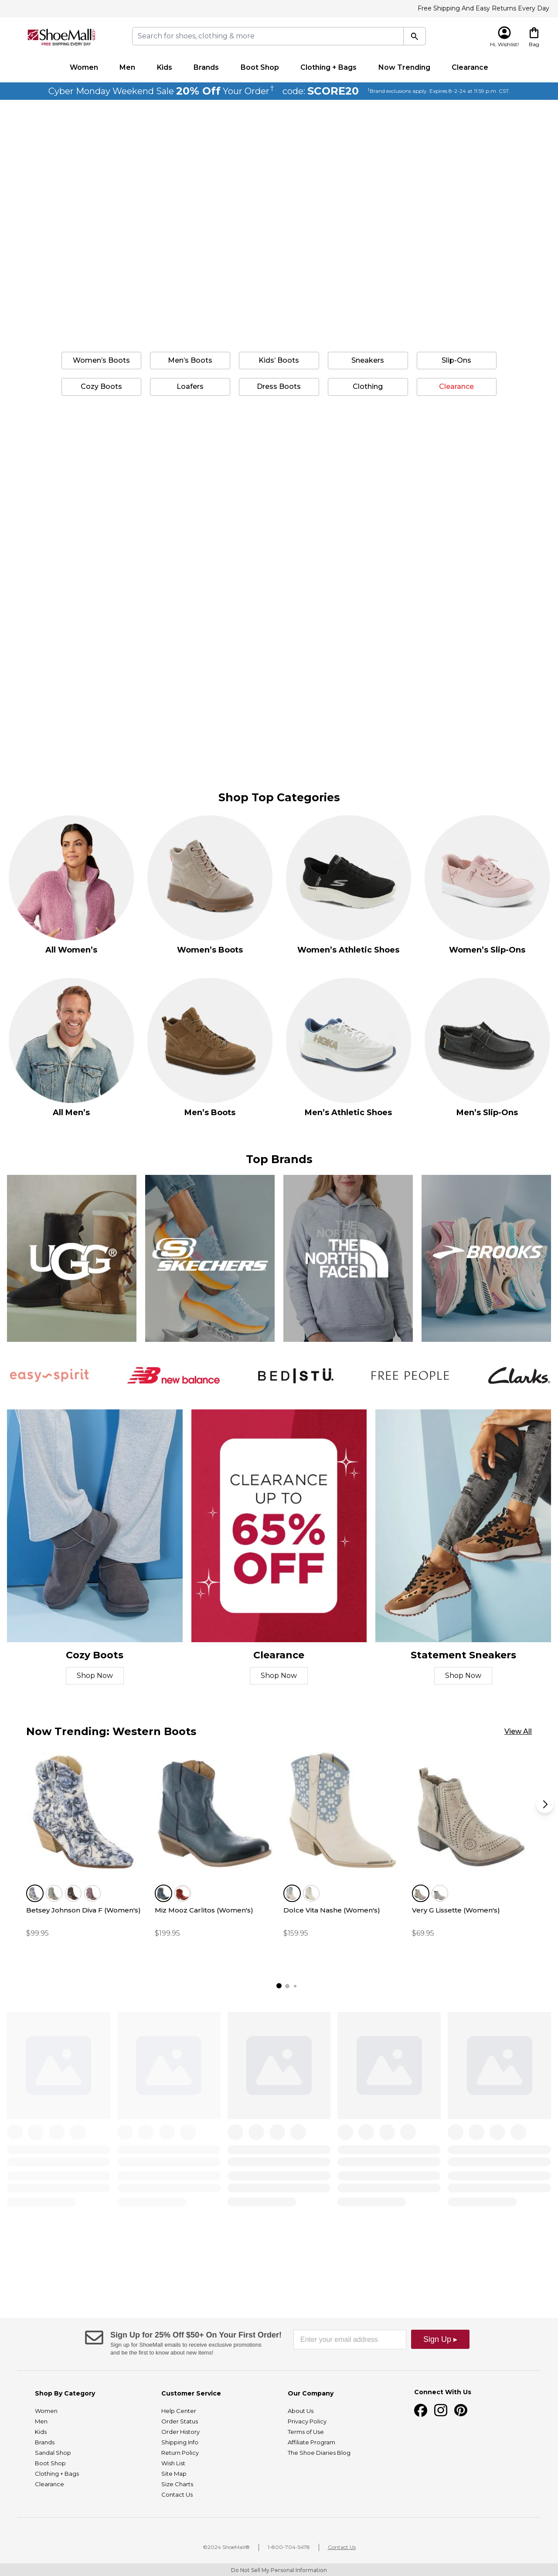 Free Shipping And Easy Returns Every Day
ShoeMall.com
FREE SHIPPING EVERY DAY
Search for shoes, clothing & more
Hi, Wishlist!
Bag
Women Men Kids Brands Boot Shop Clothing + Bags Now Trending Clearance
Cyber Monday Weekend Sale 20% Off Your Order† code: SCORE20 †Brand exclusions apply. Expires 8-2-24 at 11:59 p.m. CST.
Women's Boots Men's Boots Kids' Boots Sneakers Slip-Ons
Cozy Boots Loafers Dress Boots Clothing Clearance
Shop Top Categories
All Women's Women's Boots Women's Athletic Shoes Women's Slip-Ons
HOKA
All Men's Men's Boots Men's Athletic Shoes Men's Slip-Ons
Top Brands
UGG®
SKECHERS
THE NORTH FACE
BROOKS
easy spirit
new balance
BED|STÜ.
FREE PEOPLE
Clarks.
CLEARANCE
UP TO
65%
OFF
Cozy Boots Clearance Statement Sneakers
Shop Now Shop Now Shop Now
Now Trending: Western Boots
View All
Betsey Johnson Diva F (Women's) Miz Mooz Carlitos (Women's) Dolce Vita Nashe (Women's) Very G Lissette (Women's)
$99.95 $199.95 $159.95 $69.95
Sign Up for 25% Off $50+ On Your First Order!
Sign up for ShoeMall emails to receive exclusive promotions
and be the first to know about new items!
Enter your email address
Sign Up ▸
Shop By Category
Women
Men
Kids
Brands
Sandal Shop
Boot Shop
Clothing + Bags
Clearance
Customer Service
Help Center
Order Status
Order History
Shipping Info
Return Policy
Wish List
Site Map
Size Charts
Contact Us
Our Company
About Us
Privacy Policy
Terms of Use
Affiliate Program
The Shoe Diaries Blog
Connect With Us
©2024 ShoeMall® | 1-800-704-5478 | Contact Us
Do Not Sell My Personal Information